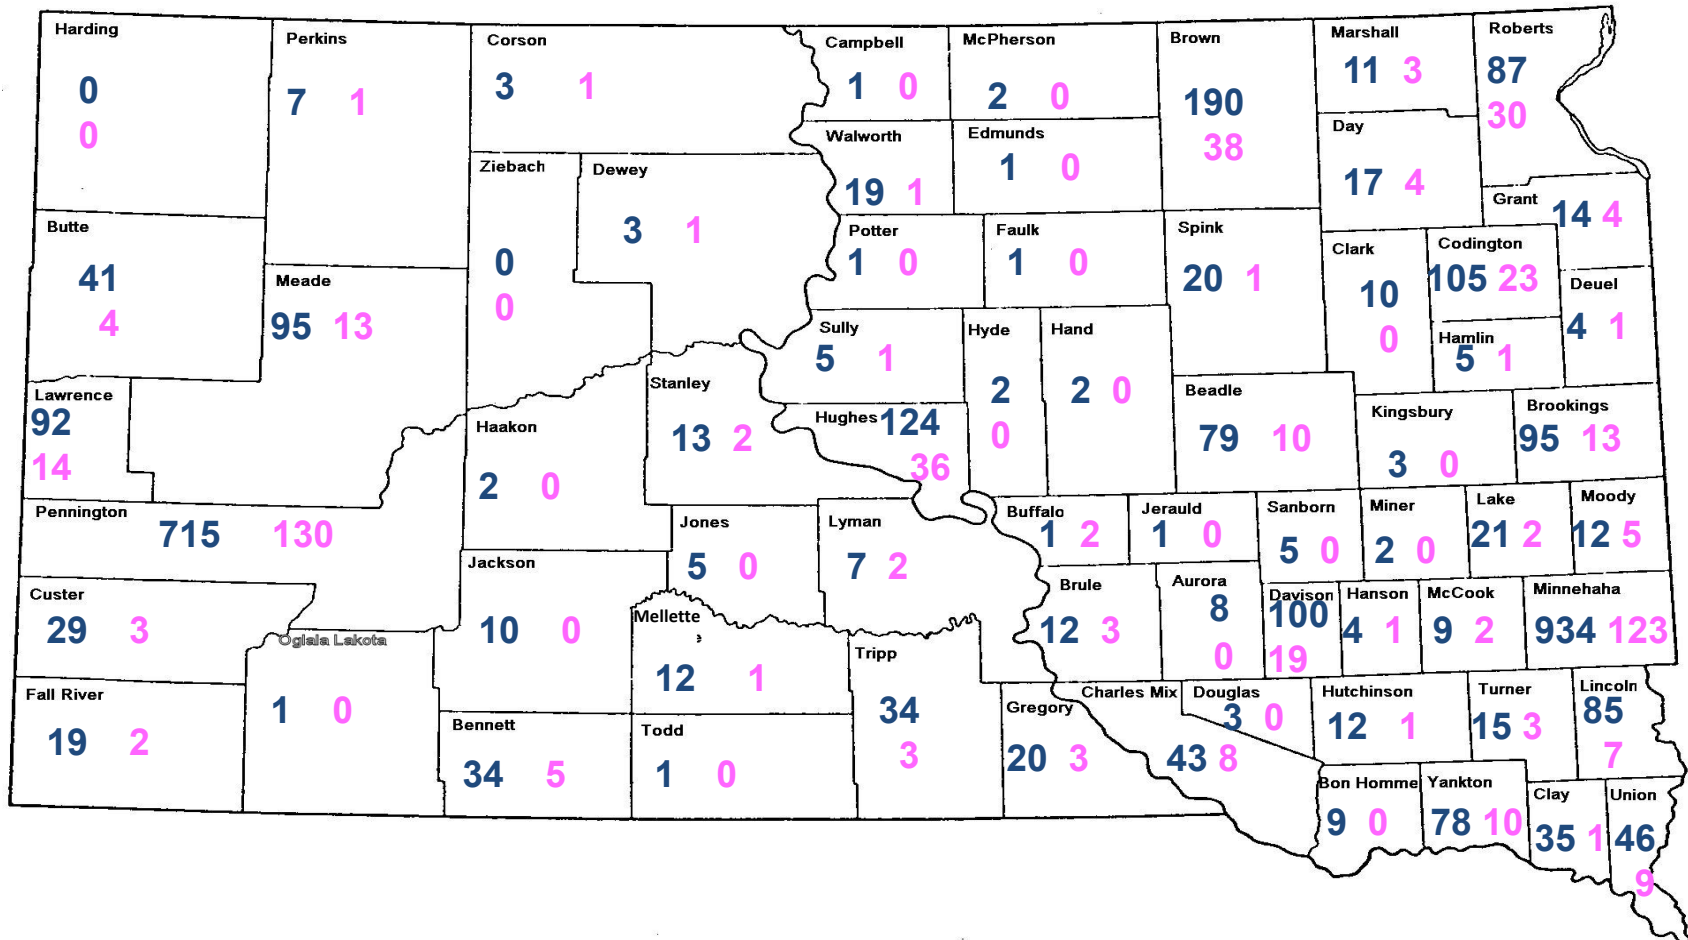 Harding
0
0
Perkins
7 1
Corson
3 1
Campbell
1 0
McPherson
2 0
Brown
190
38
Marshall
11 3
Roberts
87
30
Walworth
19 1
Edmunds
1 0
Day
17 4
Ziebach
0
0
Dewey
3 1
Grant 14 4
Butte
41
4
Meade
95 13
Potter
1 0
Faulk
1 0
Spink
20 1
Clark
10
0
Codington
105 23
Deuel
4 1
Sully
5 1
Hyde
2
0
Hand
2 0
Hamlin
5 1
Lawrence
92
14
Stanley
13 2
Hughes 124
36
Haakon
2 0
Beadle
79 10
Kingsbury
3 0
Brookings
95 13
Pennington
715 130
Jones
5 0
Lyman
7 2
Buffalo
1 2
Jerauld
1 0
Sanborn
5 0
Miner
2 0
Lake
21 2
Moody
12 5
Jackson
10 0
Custer
29 3
Oglala Lakota
1 0
Mellette
12 1
Brule
12 3
Aurora
8
0
Davison
100
19
Hanson
4 1
McCook
9 2
Minnehaha
934 123
Fall River
19 2
Bennett
34 5
Todd
1 0
Tripp
34
3
Gregory
20 3
Charles Mix
43 8
Douglas
3 0
Hutchinson
12 1
Turner
15 3
Lincoln
85
7
Bon Homme
9 0
Yankton
78 10
Clay
35 1
Union
46
9